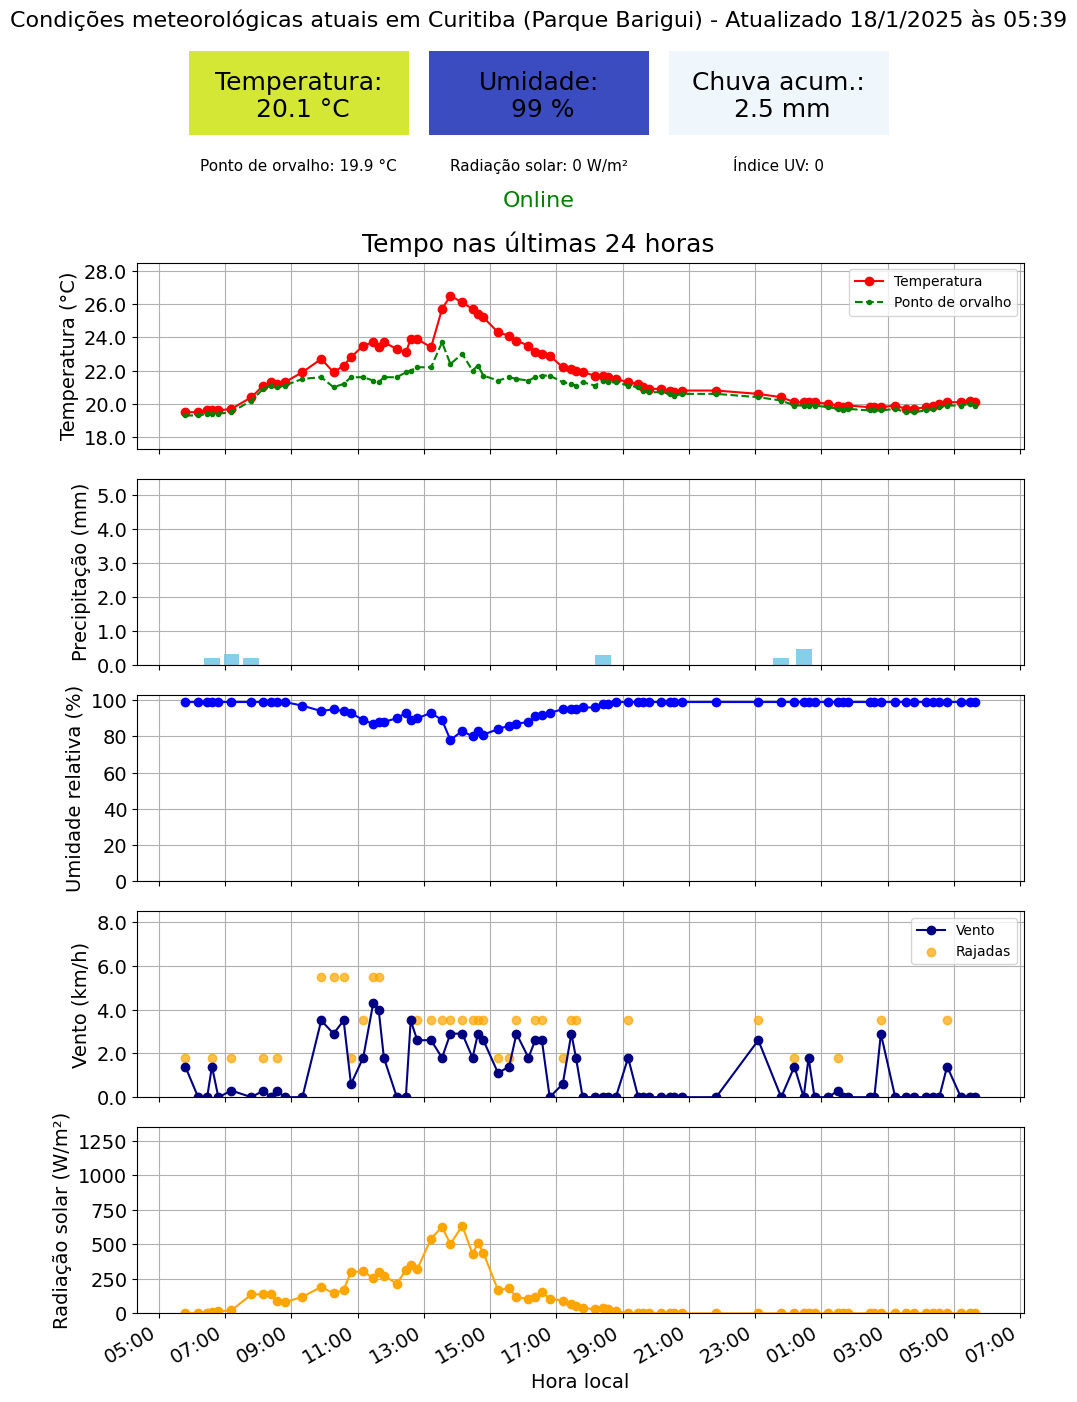 Condições meteorológicas atuais em Curitiba (Parque Barigui) - Atualizado 18/1/2025 às 05:39
Temperatura:
20.1 °C
Umidade:
99 %
Chuva acum.:
2.5 mm
Ponto de orvalho: 19.9 °C
Radiação solar: 0 W/m²
Índice UV: 0
Online
Tempo nas últimas 24 horas
Temperatura (°C)
28.0
26.0
24.0
22.0
20.0
18.0
Temperatura
Ponto de orvalho
Precipitação (mm)
5.0
4.0
3.0
2.0
1.0
0.0
Umidade relativa (%)
100
80
60
40
20
0
Vento (km/h)
8.0
6.0
4.0
2.0
0.0
Vento
Rajadas
Radiação solar (W/m²)
1250
1000
750
500
250
0
05:00
07:00
09:00
11:00
13:00
15:00
17:00
19:00
21:00
23:00
01:00
03:00
05:00
07:00
Hora local